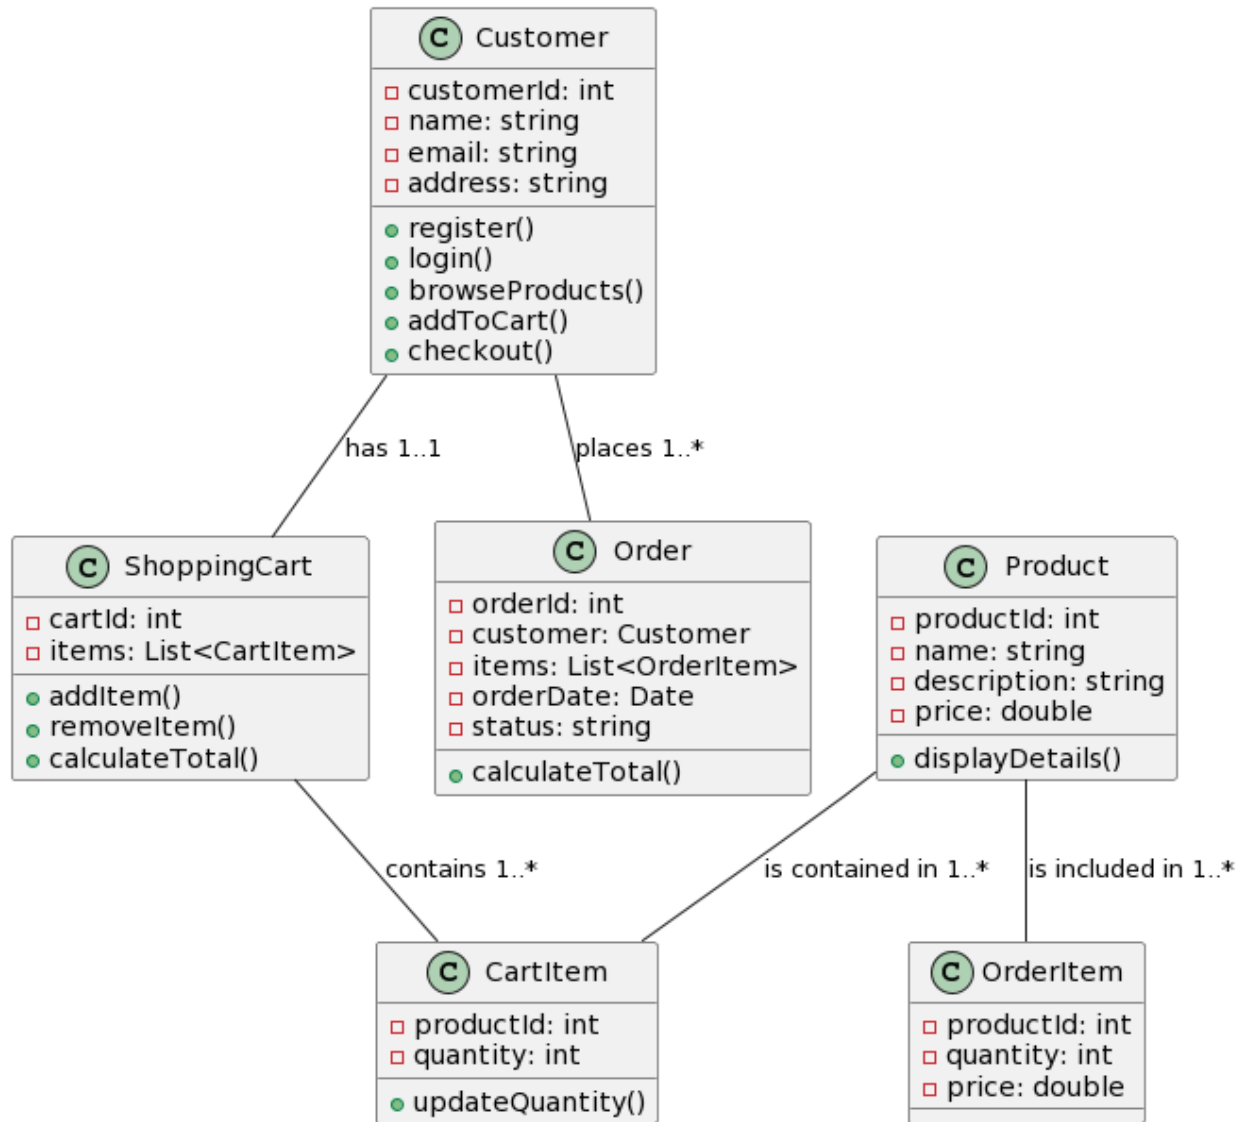 C Customer
customerId: int
name: string
email: string
address: string
register()
login()
browseProducts()
addToCart()
checkout()
has 1..1
places 1..*
C ShoppingCart
cartId: int
items: List<CartItem>
addItem()
removeItem()
calculateTotal()
C Order
orderId: int
customer: Customer
items: List<OrderItem>
orderDate: Date
status: string
calculateTotal()
C Product
productId: int
name: string
description: string
price: double
displayDetails()
contains 1..*
is contained in 1..*
is included in 1..*
C CartItem
productId: int
quantity: int
updateQuantity()
C OrderItem
productId: int
quantity: int
price: double